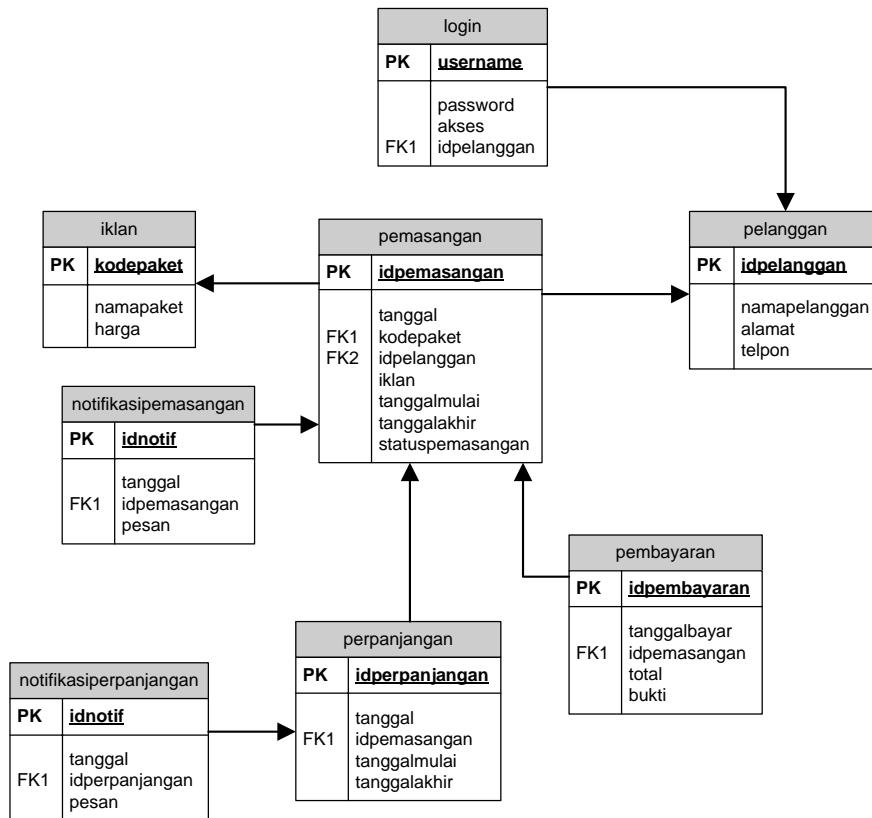 login
PK username
password
akses
FK1 idpelanggan
iklan
PK kodepaket
namapaket
harga
pemasangan
PK idpemasangan
tanggal
FK1 kodepaket
FK2 idpelanggan
iklan
tanggalmulai
tanggalakhir
statuspemasangan
pelanggan
PK idpelanggan
namapelanggan
alamat
telpon
notifikasipemasangan
PK idnotif
tanggal
FK1 idpemasangan
pesan
pembayaran
PK idpembayaran
tanggalbayar
FK1 idpemasangan
total
bukti
perpanjangan
PK idperpanjangan
tanggal
FK1 idpemasangan
tanggalmulai
tanggalakhir
notifikasiperpanjangan
PK idnotif
tanggal
FK1 idperpanjangan
pesan